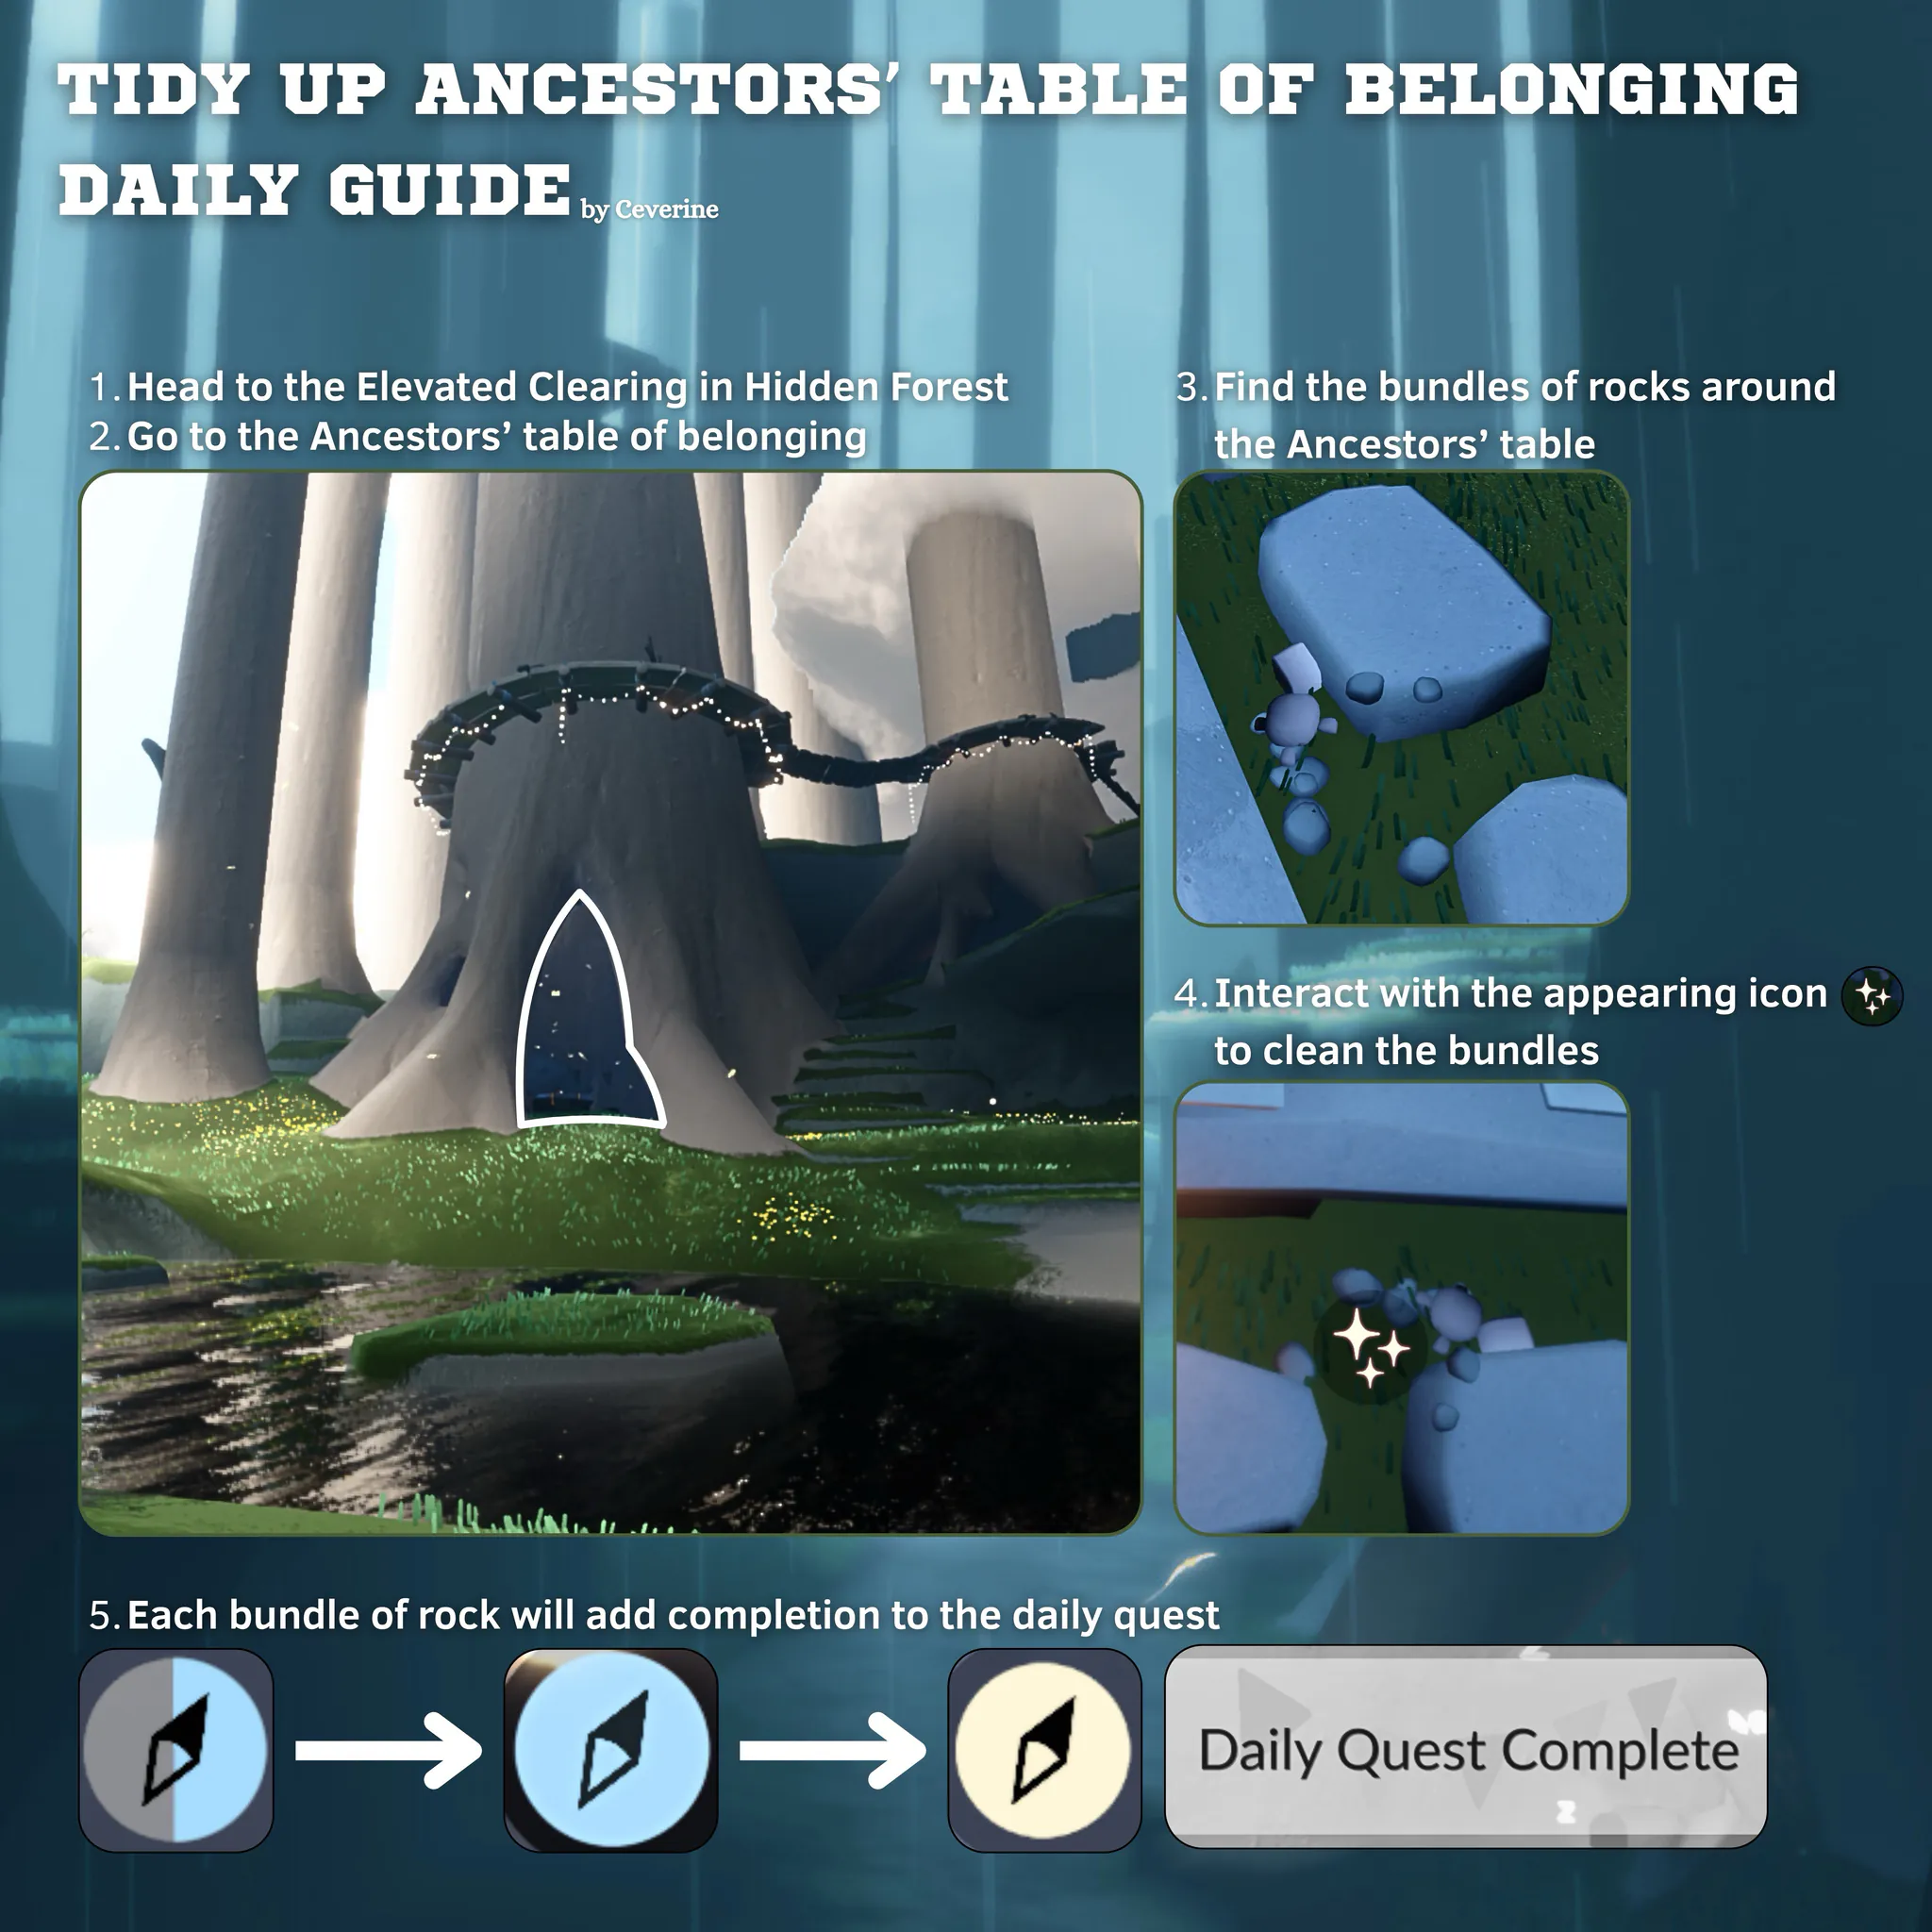 TIDY UP ANCESTORS' TABLE OF BELONGING
DAILY GUIDE by Ceverine
1. Head to the Elevated Clearing in Hidden Forest
2. Go to the Ancestors' table of belonging
3. Find the bundles of rocks around
the Ancestors' table
4. Interact with the appearing icon
to clean the bundles
5. Each bundle of rock will add completion to the daily quest
Daily Quest Complete